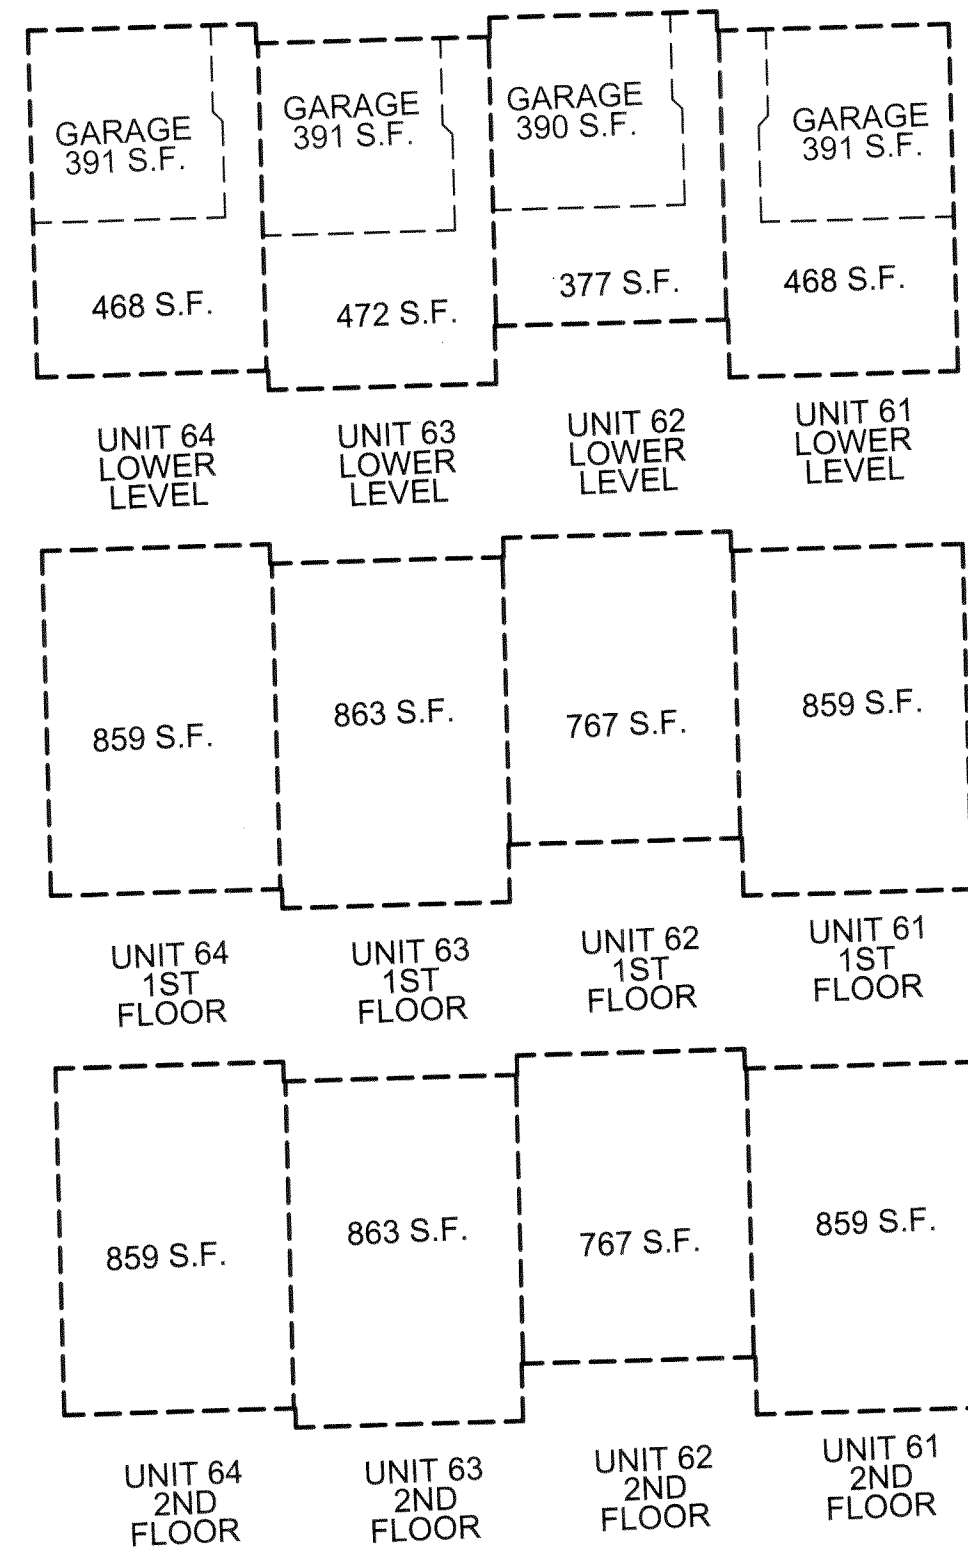 GARAGE
391 S.F.
GARAGE
391 S.F.
GARAGE
390 S.F.
GARAGE
391 S.F.
468 S.F.
472 S.F.
377 S.F.
468 S.F.
UNIT 64
LOWER
LEVEL
UNIT 63
LOWER
LEVEL
UNIT 62
LOWER
LEVEL
UNIT 61
LOWER
LEVEL
859 S.F.
863 S.F.
767 S.F.
859 S.F.
UNIT 64
1ST
FLOOR
UNIT 63
1ST
FLOOR
UNIT 62
1ST
FLOOR
UNIT 61
1ST
FLOOR
859 S.F.
863 S.F.
767 S.F.
859 S.F.
UNIT 64
2ND
FLOOR
UNIT 63
2ND
FLOOR
UNIT 62
2ND
FLOOR
UNIT 61
2ND
FLOOR